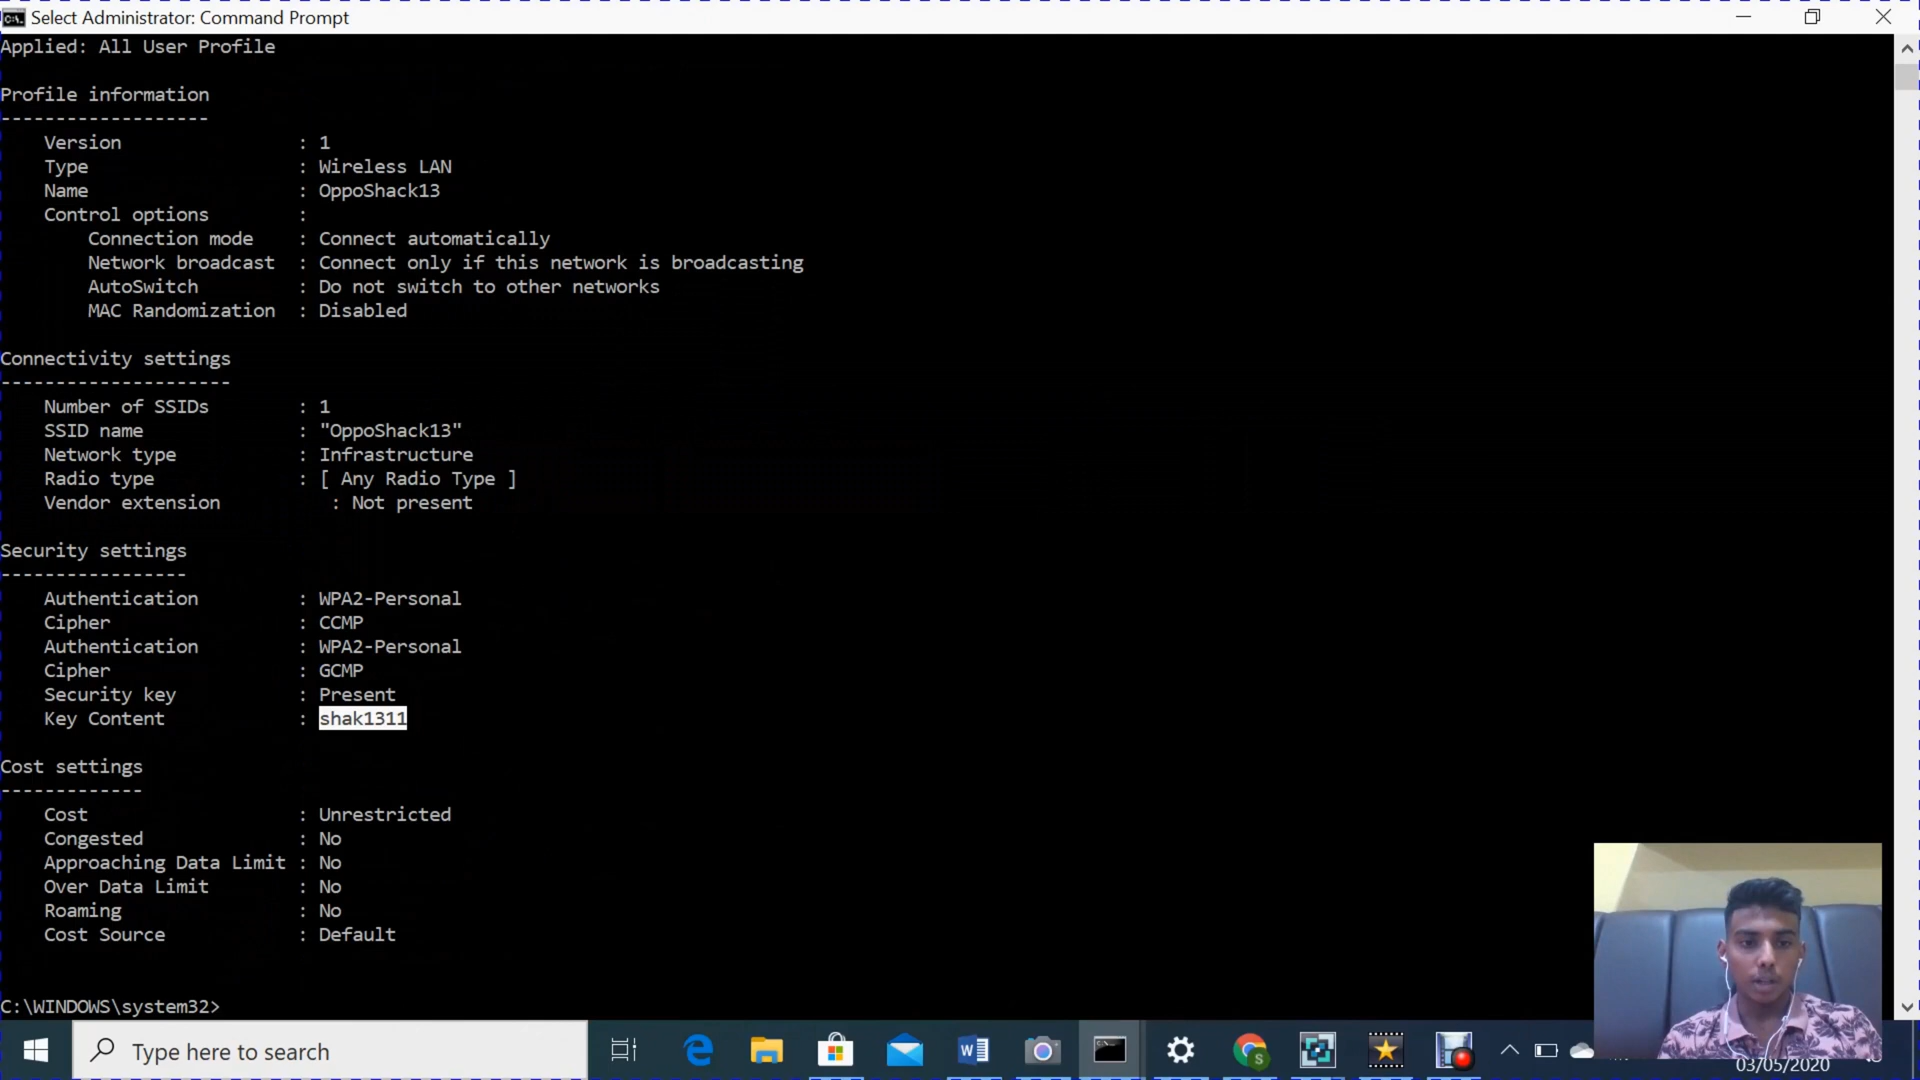 Select Administrator: Command Prompt
Applied: All User Profile
Profile information
-------------------
Version : 1
Type : Wireless LAN
Name : OppoShack13
Control options :
Connection mode : Connect automatically
Network broadcast : Connect only if this network is broadcasting
AutoSwitch : Do not switch to other networks
MAC Randomization : Disabled
Connectivity settings
---------------------
Number of SSIDs : 1
SSID name : "OppoShack13"
Network type : Infrastructure
Radio type : [ Any Radio Type ]
Vendor extension : Not present
Security settings
-----------------
Authentication : WPA2-Personal
Cipher : CCMP
Authentication : WPA2-Personal
Cipher : GCMP
Security key : Present
Key Content : shak1311
Cost settings
-------------
Cost : Unrestricted
Congested : No
Approaching Data Limit : No
Over Data Limit : No
Roaming : No
Cost Source : Default
C:\WINDOWS\system32>
Type here to search
03/05/2020